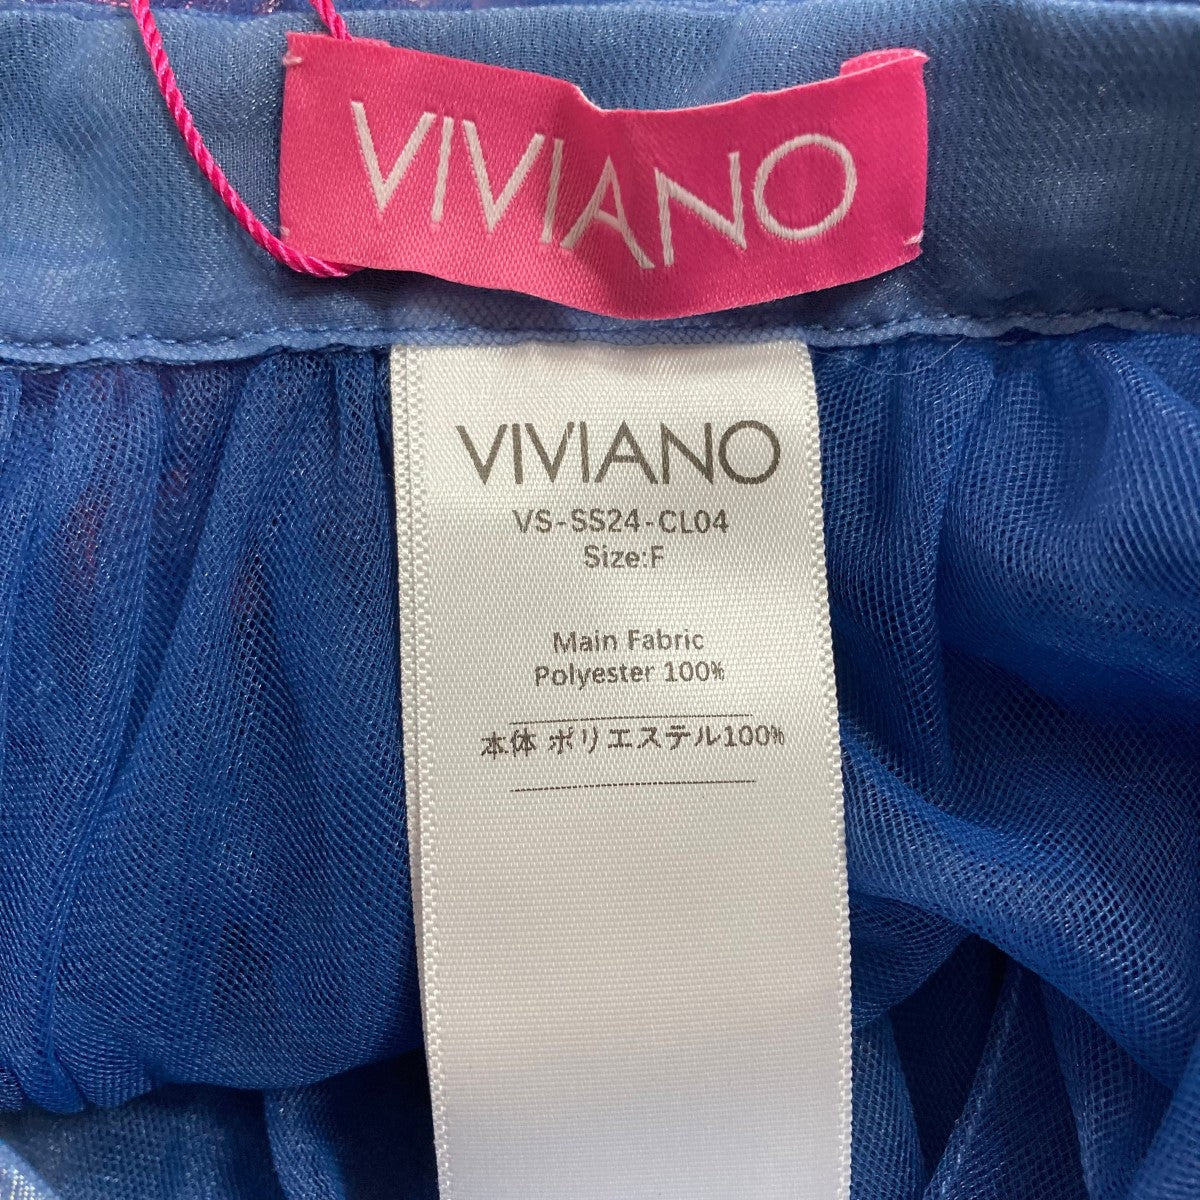 VIVIANO
VIVIANO
VS-SS24-CL04
Size:F
Main Fabric
Polyester 100%
本体 ポリエステル100%